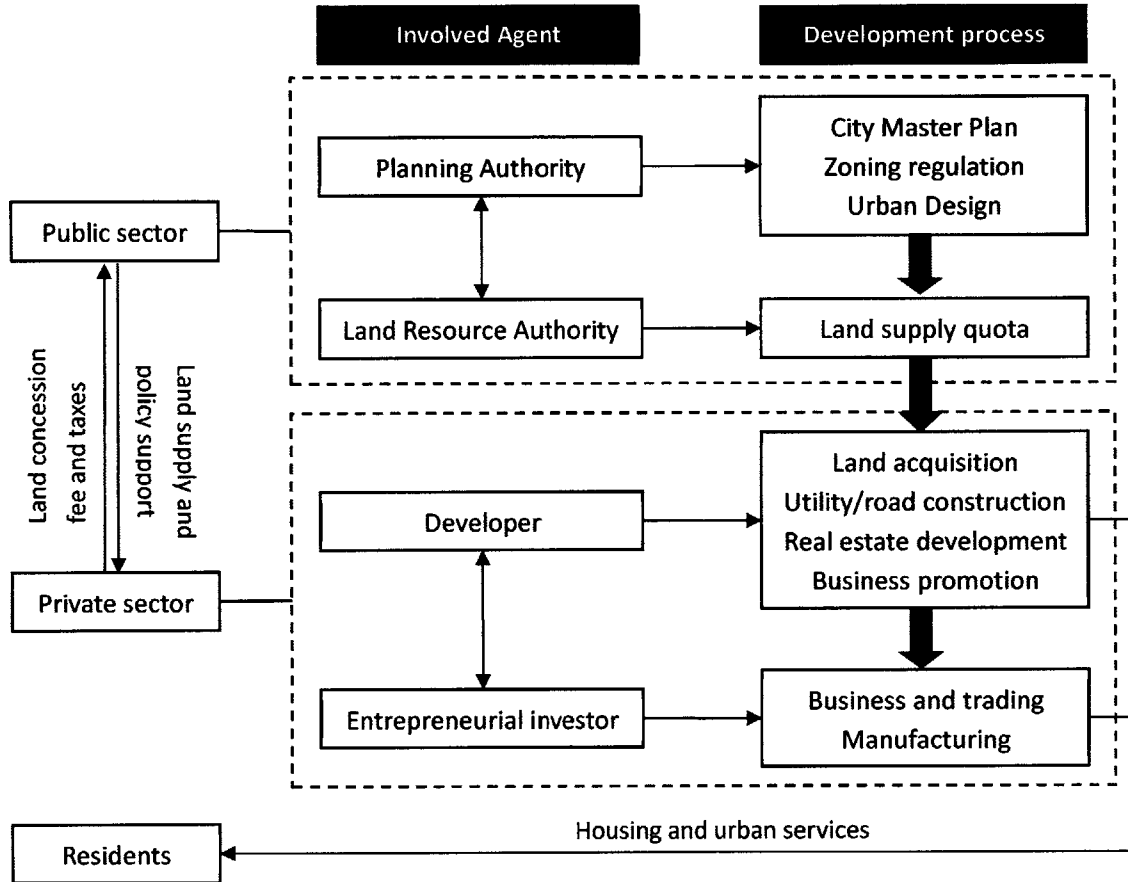 Involved Agent
Development process
Planning Authority
City Master Plan
Zoning regulation
Urban Design
Public sector
Land Resource Authority
Land supply quota
Land concession
fee and taxes
Land supply and
policy support
Land acquisition
Utility/road construction
Real estate development
Business promotion
Developer
Private sector
Entrepreneurial investor
Business and trading
Manufacturing
Housing and urban services
Residents